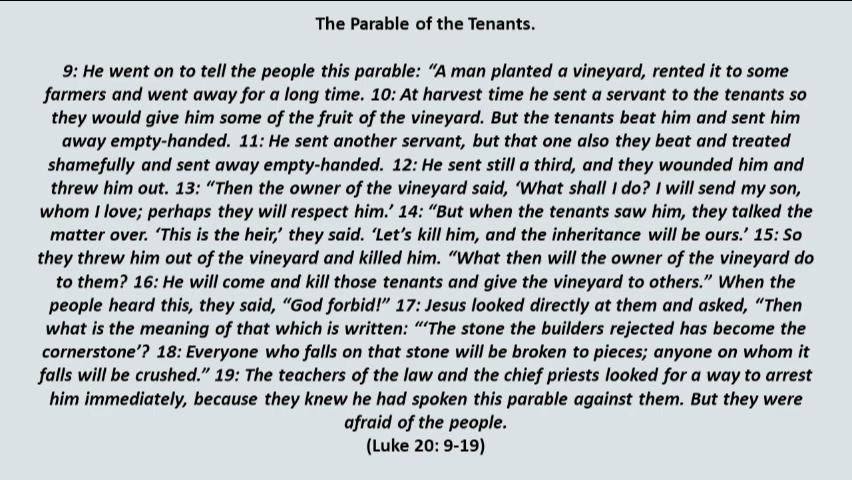 The Parable of the Tenants.
9: He went on to tell the people this parable: “A man planted a vineyard, rented it to some
farmers and went away for a long time. 10: At harvest time he sent a servant to the tenants so
they would give him some of the fruit of the vineyard. But the tenants beat him and sent him
away empty-handed. 11: He sent another servant, but that one also they beat and treated
shamefully and sent away empty-handed. 12: He sent still a third, and they wounded him and
threw him out. 13: “Then the owner of the vineyard said, ‘What shall I do? I will send my son,
whom I love; perhaps they will respect him.’ 14: “But when the tenants saw him, they talked the
matter over. ‘This is the heir,’ they said. ‘Let’s kill him, and the inheritance will be ours.’ 15: So
they threw him out of the vineyard and killed him. “What then will the owner of the vineyard do
to them? 16: He will come and kill those tenants and give the vineyard to others.” When the
people heard this, they said, “God forbid!” 17: Jesus looked directly at them and asked, “Then
what is the meaning of that which is written: “‘The stone the builders rejected has become the
cornerstone’? 18: Everyone who falls on that stone will be broken to pieces; anyone on whom it
falls will be crushed.” 19: The teachers of the law and the chief priests looked for a way to arrest
him immediately, because they knew he had spoken this parable against them. But they were
afraid of the people.
(Luke 20: 9-19)